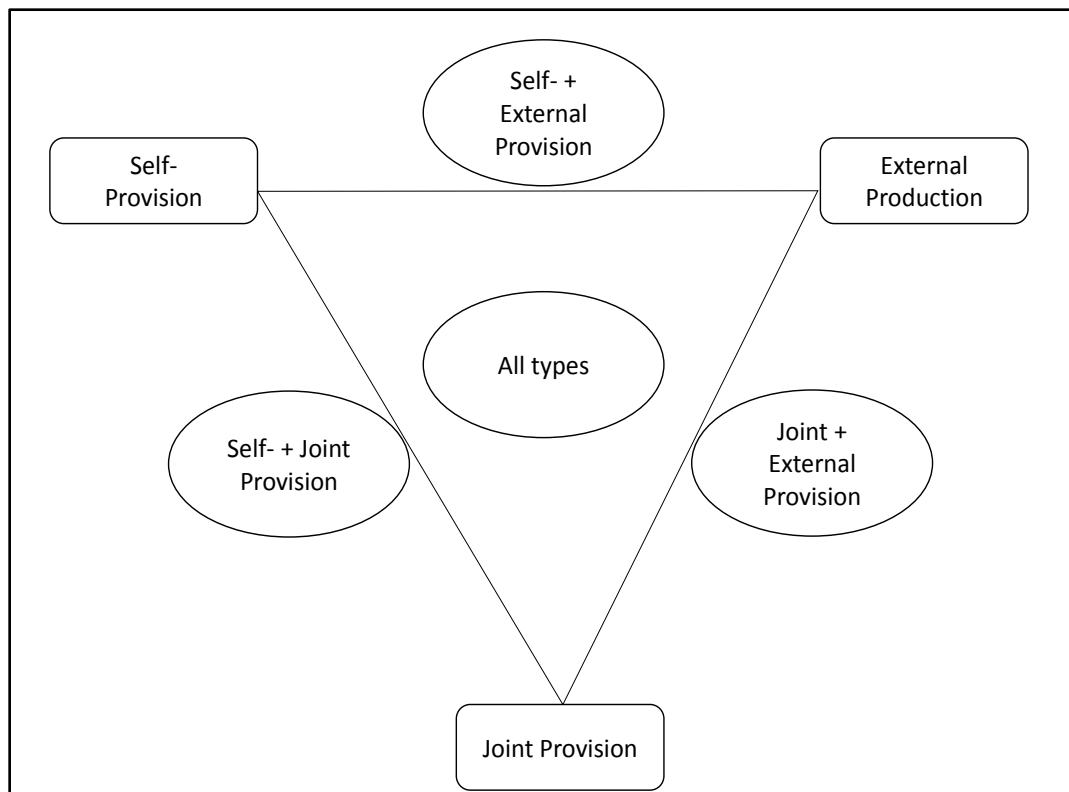 Self- +
External
Provision
Self-
Provision
External
Production
All types
Self- + Joint
Provision
Joint +
External
Provision
Joint Provision